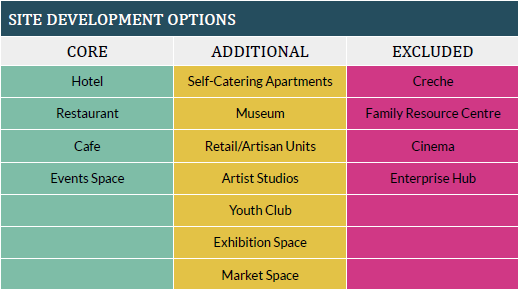 SITE DEVELOPMENT OPTIONS
CORE ADDITIONAL EXCLUDED
Hotel Self-Catering Apartments Creche
Restaurant Museum Family Resource Centre
Cafe Retail/Artisan Units Cinema
Events Space Artist Studios Enterprise Hub
Youth Club
Exhibition Space
Market Space